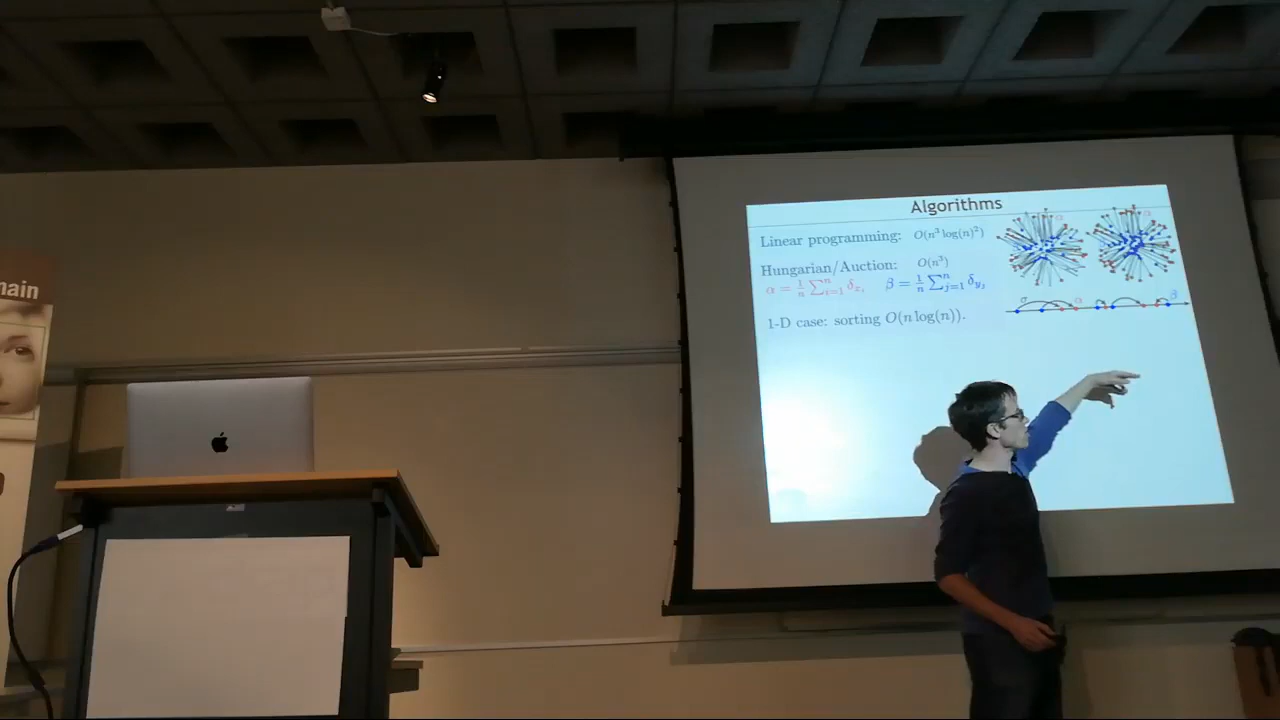 Algorithms
Linear programming: O(n³ log(n)²)
Hungarian/Auction: O(n³)
α = 1/n ∑ⁿᵢ₌₁ δₓᵢ β = 1/n ∑ⁿⱼ₌₁ δyⱼ
1-D case: sorting O(n log(n)).
α
α
σ
α
β
main